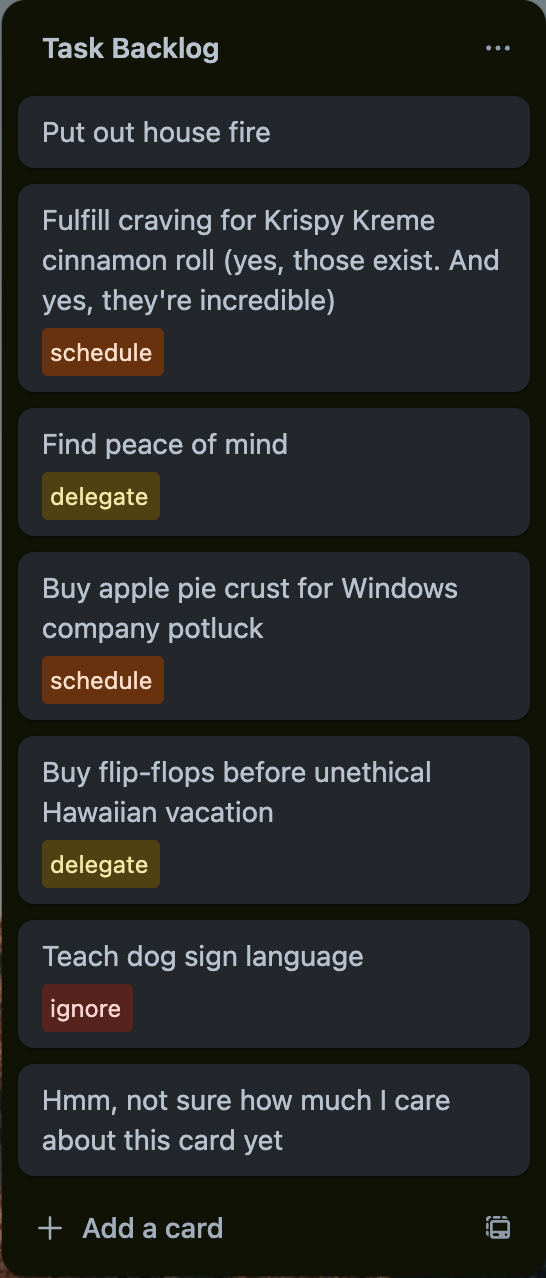 Task Backlog
Put out house fire
Fulfill craving for Krispy Kreme
cinnamon roll (yes, those exist. And
yes, they're incredible)
schedule
Find peace of mind
delegate
Buy apple pie crust for Windows
company potluck
schedule
Buy flip-flops before unethical
Hawaiian vacation
delegate
Teach dog sign language
ignore
Hmm, not sure how much I care
about this card yet
Add a card